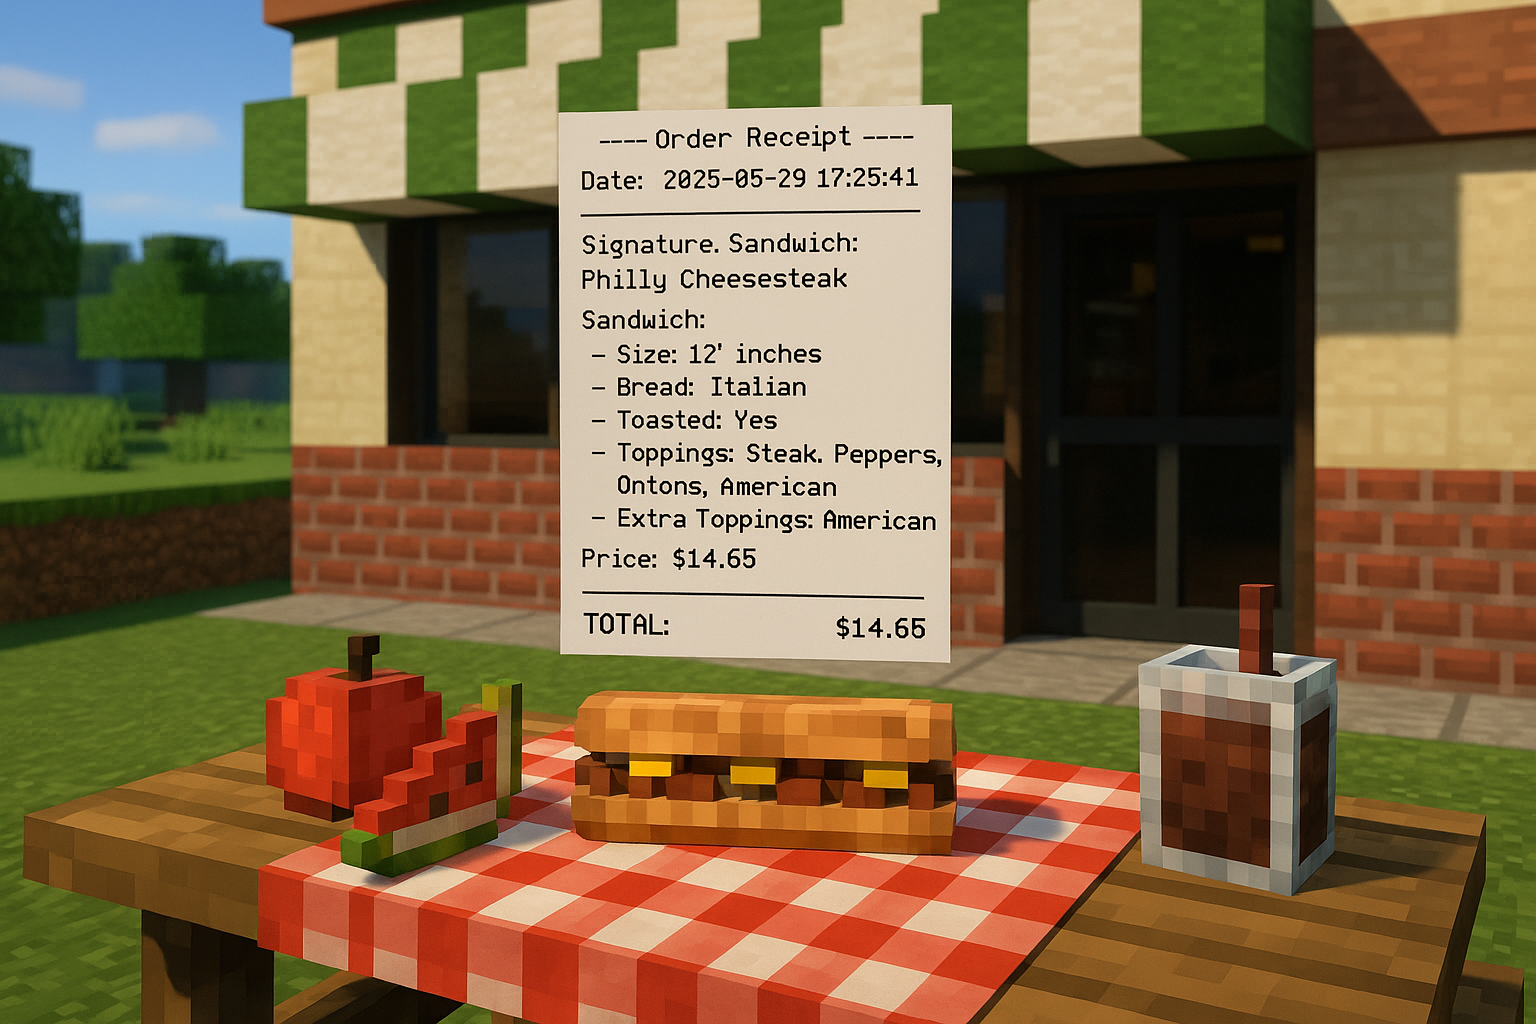 ---- Order Receipt ----
Date: 2025-05-29 17:25:41
Signature. Sandwich:
Philly Cheesesteak
Sandwich:
– Size: 12' inches
– Bread: Italian
– Toasted: Yes
– Toppings: Steak. Peppers,
Ontons, American
– Extra Toppings: American
Price: $14.65
TOTAL: $14.65